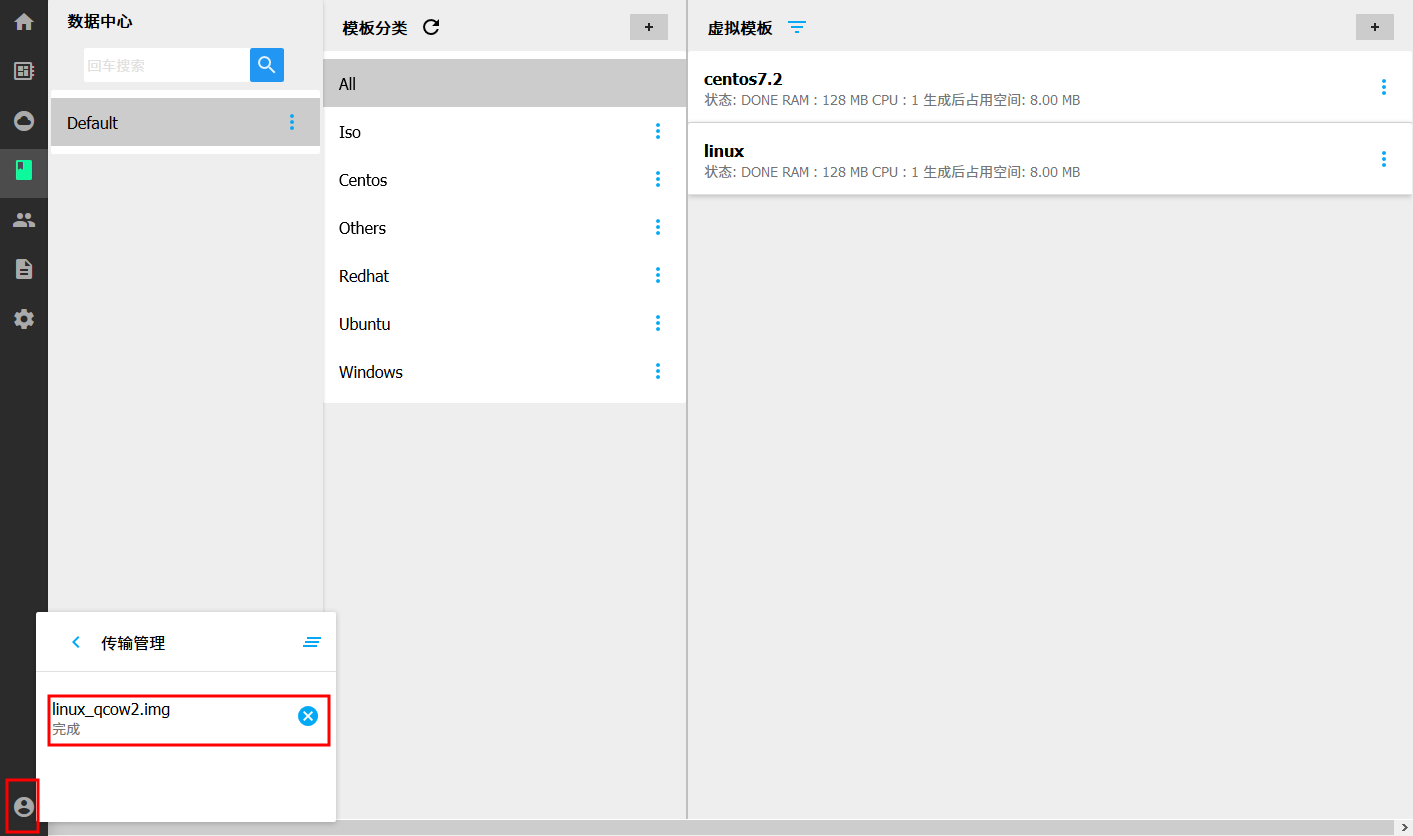 数据中心
回车搜索
Default
模板分类
+
All
Iso
Centos
Others
Redhat
Ubuntu
Windows
虚拟模板
+
centos7.2
状态: DONE RAM : 128 MB CPU : 1 生成后占用空间: 8.00 MB
linux
状态: DONE RAM : 128 MB CPU : 1 生成后占用空间: 8.00 MB
传输管理
linux_qcow2.img
完成